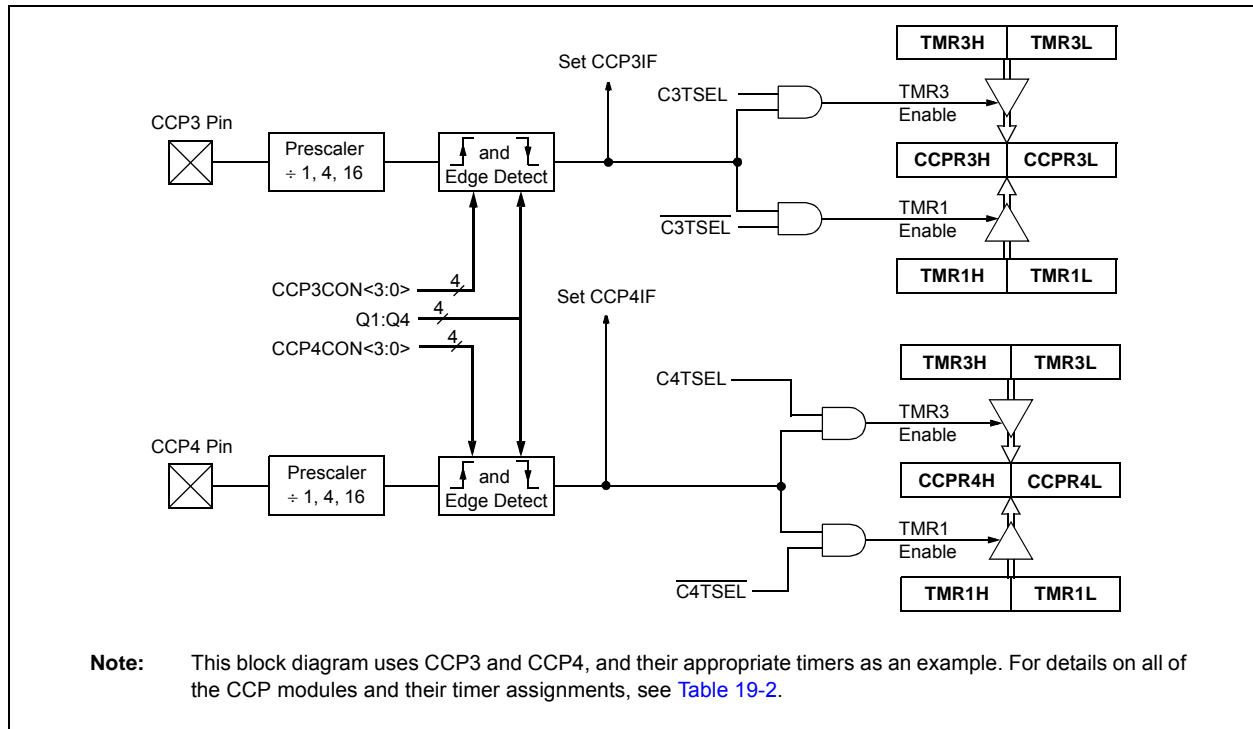 TMR3H TMR3L
Set CCP3IF
C3TSEL
TMR3
Enable
CCP3 Pin
Prescaler
÷ 1, 4, 16
and
Edge Detect
CCPR3H CCPR3L
TMR1
Enable
C3TSEL
TMR1H TMR1L
CCP3CON<3:0> 4
Q1:Q4 4
CCP4CON<3:0> 4
Set CCP4IF
TMR3H TMR3L
C4TSEL
TMR3
Enable
CCP4 Pin
Prescaler
÷ 1, 4, 16
and
Edge Detect
CCPR4H CCPR4L
TMR1
Enable
C4TSEL
TMR1H TMR1L
Note: This block diagram uses CCP3 and CCP4, and their appropriate timers as an example. For details on all of
the CCP modules and their timer assignments, see Table 19-2.